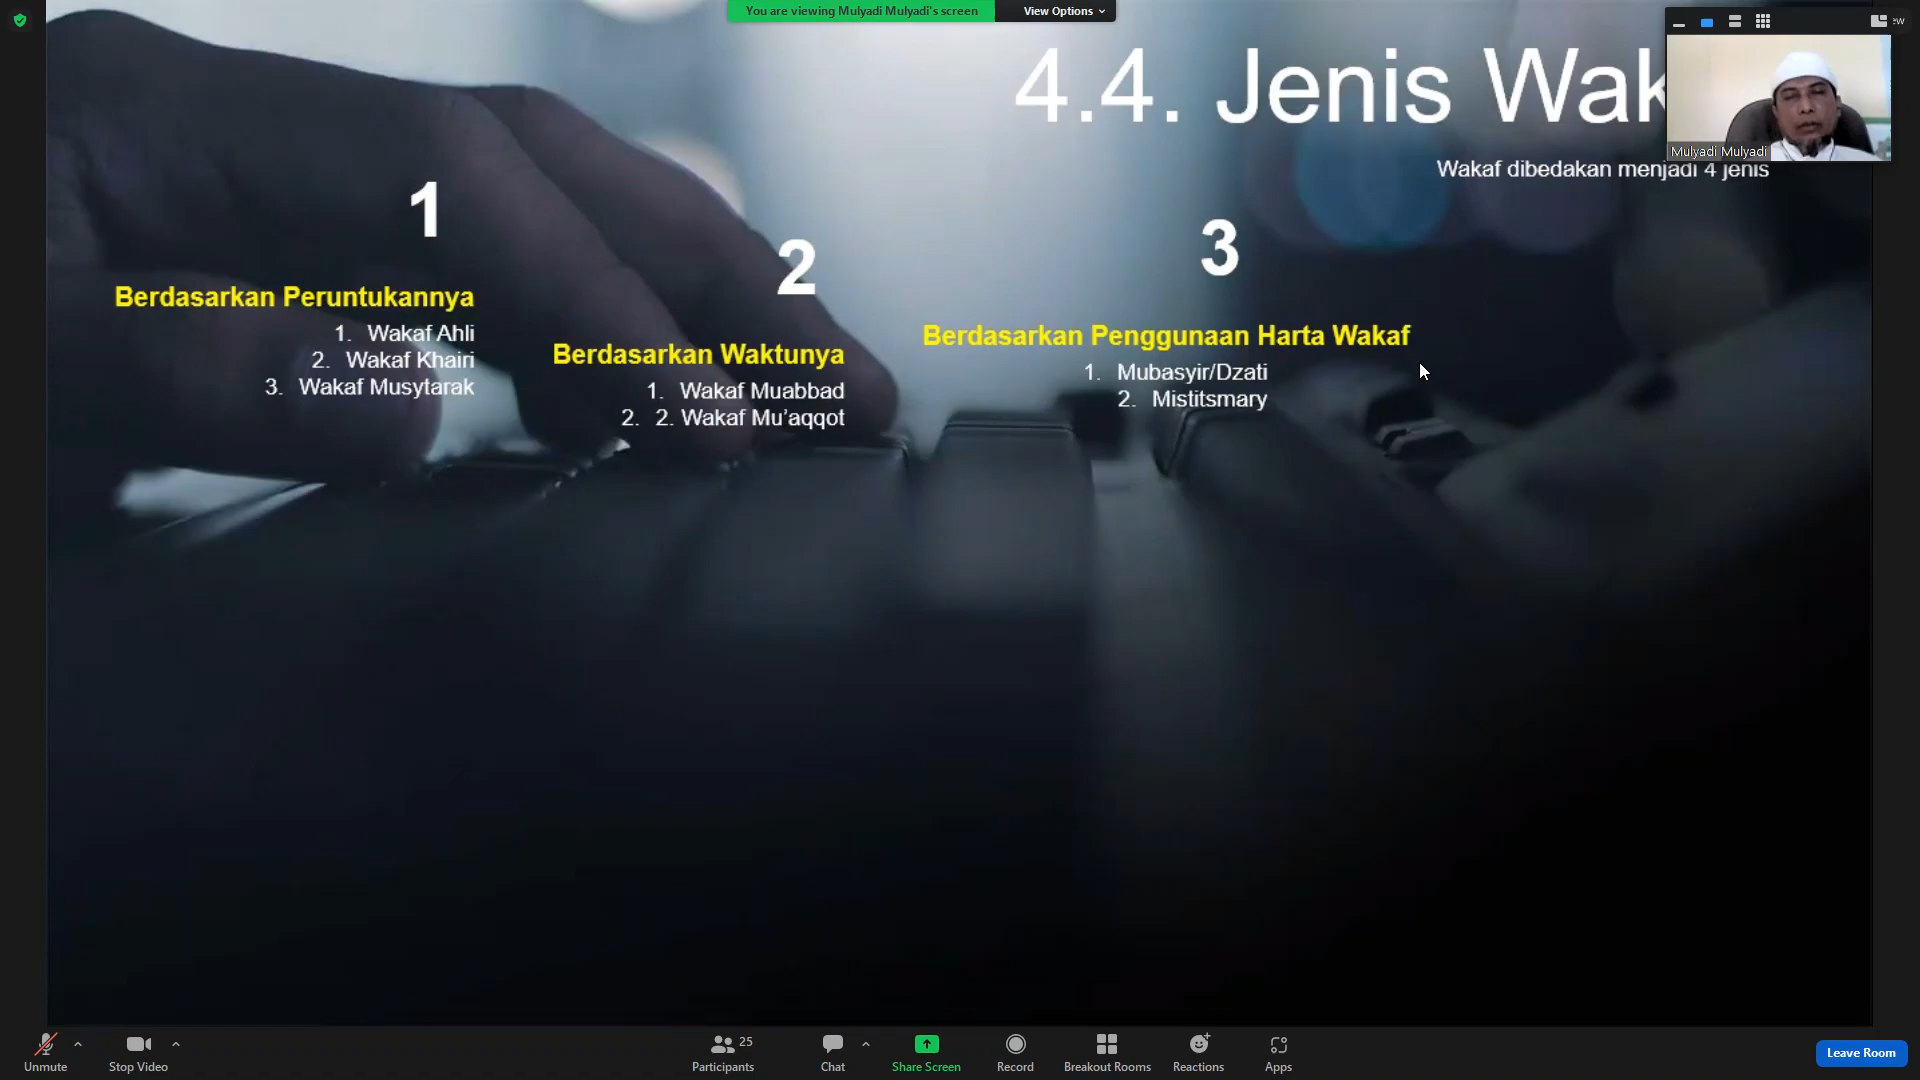 You are viewing Mulyadi Mulyadi's screen
View Options
ew
4.4. Jenis Wak
Mulyadi Mulyadi
Wakaf dibedakan menjadi 4 jenis
1
Berdasarkan Peruntukannya
1. Wakaf Ahli
2. Wakaf Khairi
3. Wakaf Musytarak
2
Berdasarkan Waktunya
1. Wakaf Muabbad
2. 2. Wakaf Mu'aqqot
3
Berdasarkan Penggunaan Harta Wakaf
1. Mubasyir/Dzati
2. Mistitsmary
Unmute
Stop Video
25
Participants
Chat
Share Screen
Record
Breakout Rooms
Reactions
Apps
Leave Room